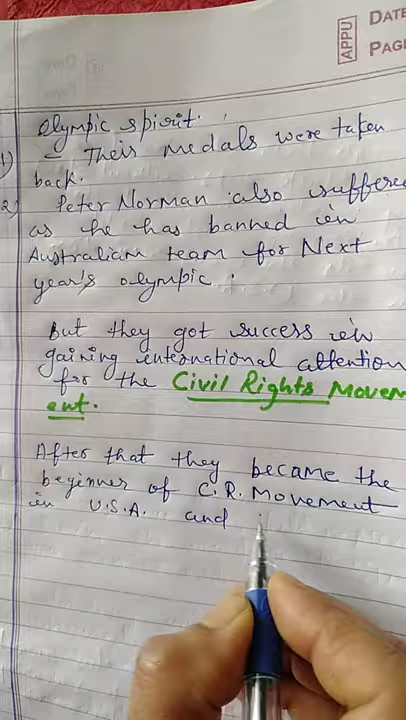 APPU
DATE
PAG
olympic spirit.
1) – Their medals were taken
back.
2) Peter Norman also suffere
as he has banned in
Australian team for Next
year's olympic.
But they got success in
gaining international attention
for the Civil Rights Movem
ent.
After that they became the
beginner of C.R. Movement
in U.S.A. and